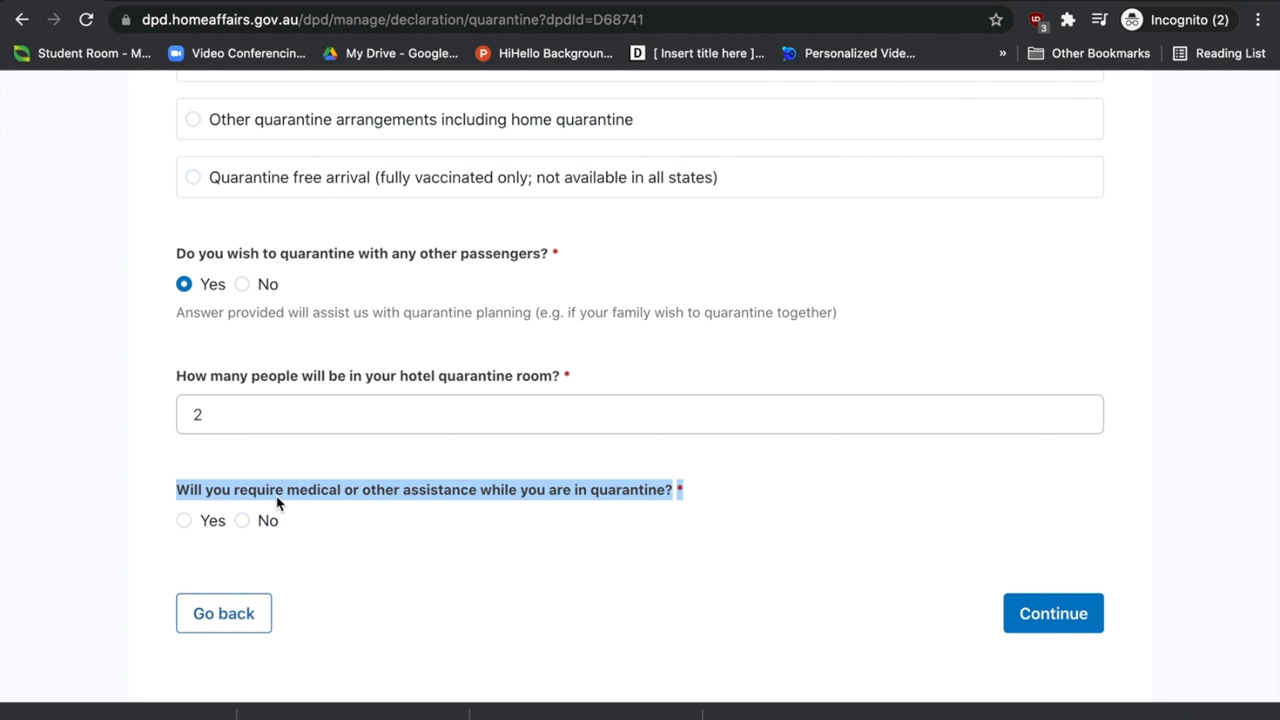 dpd.homeaffairs.gov.au/dpd/manage/declaration/quarantine?dpdId=D68741
3
Incognito (2)
Student Room - M...
Video Conferencin...
My Drive - Google...
HiHello Backgroun...
[ Insert title here ]...
Personalized Vide...
»
Other Bookmarks
Reading List
Other quarantine arrangements including home quarantine
Quarantine free arrival (fully vaccinated only; not available in all states)
Do you wish to quarantine with any other passengers? *
Yes No
Answer provided will assist us with quarantine planning (e.g. if your family wish to quarantine together)
How many people will be in your hotel quarantine room? *
2
Will you require medical or other assistance while you are in quarantine? *
Yes No
Go back
Continue